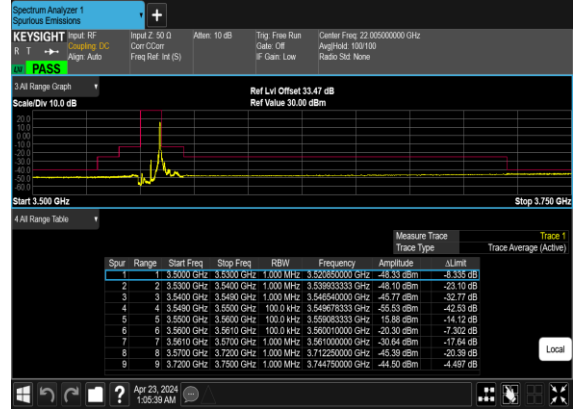 Spectrum Analyzer 1
Spurious Emissions
KEYSIGHT Input: RF Input Z: 50 Ω Atten: 10 dB Trig: Free Run Center Freq: 22.005000000 GHz
R T Coupling: DC Corr CCorr Gate: Off Avg|Hold: 100/100
Align: Auto Freq Ref: Int (S) IF Gain: Low Radio Std: None
PASS
3 All Range Graph
Ref Lvl Offset 33.47 dB
Scale/Div 10.0 dB Ref Value 30.00 dBm
20.0
10.0
0.00
-10.0
-20.0
-30.0
-40.0
-50.0
-60.0
Start 3.500 GHz Stop 3.750 GHz
4 All Range Table
Measure Trace Trace 1
Trace Type Trace Average (Active)
Spur Range Start Freq Stop Freq RBW Frequency Amplitude ΔLimit
1 1 3.5000 GHz 3.5300 GHz 1.000 MHz 3.520850000 GHz -48.33 dBm -8.335 dB
2 2 3.5300 GHz 3.5400 GHz 1.000 MHz 3.539933333 GHz -48.10 dBm -23.10 dB
3 3 3.5400 GHz 3.5490 GHz 1.000 MHz 3.546540000 GHz -45.77 dBm -32.77 dB
4 4 3.5490 GHz 3.5500 GHz 100.0 kHz 3.549678333 GHz -55.53 dBm -42.53 dB
5 5 3.5500 GHz 3.5600 GHz 100.0 kHz 3.559083333 GHz 15.88 dBm -14.12 dB
6 6 3.5600 GHz 3.5610 GHz 100.0 kHz 3.560010000 GHz -20.30 dBm -7.302 dB
7 7 3.5610 GHz 3.5700 GHz 1.000 MHz 3.561000000 GHz -30.64 dBm -17.64 dB
8 8 3.5700 GHz 3.7200 GHz 1.000 MHz 3.712250000 GHz -45.39 dBm -20.39 dB
9 9 3.7200 GHz 3.7500 GHz 1.000 MHz 3.744750000 GHz -44.50 dBm -4.497 dB
Local
? Apr 23, 2024
1:05:39 AM